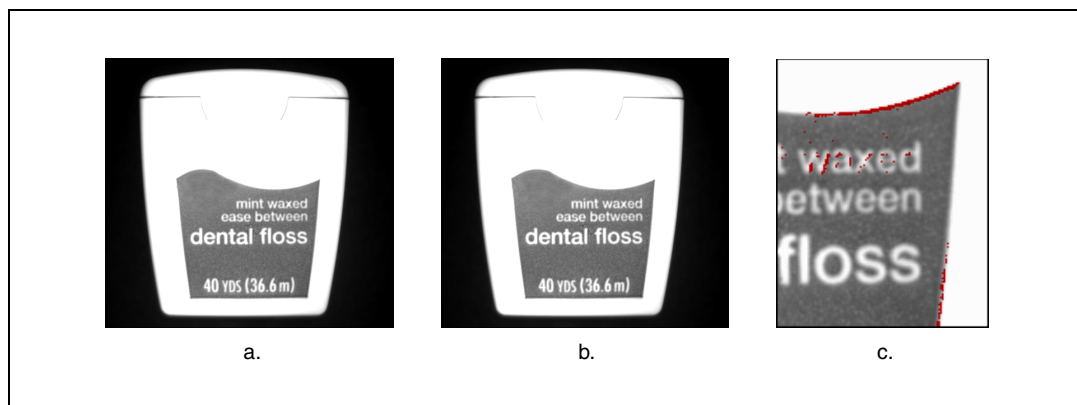 mint waxed
ease between
dental floss
40 YDS (36.6 m)
mint waxed
ease between
dental floss
40 YDS (36.6 m)
t waxed
etween
floss
a.
b.
c.